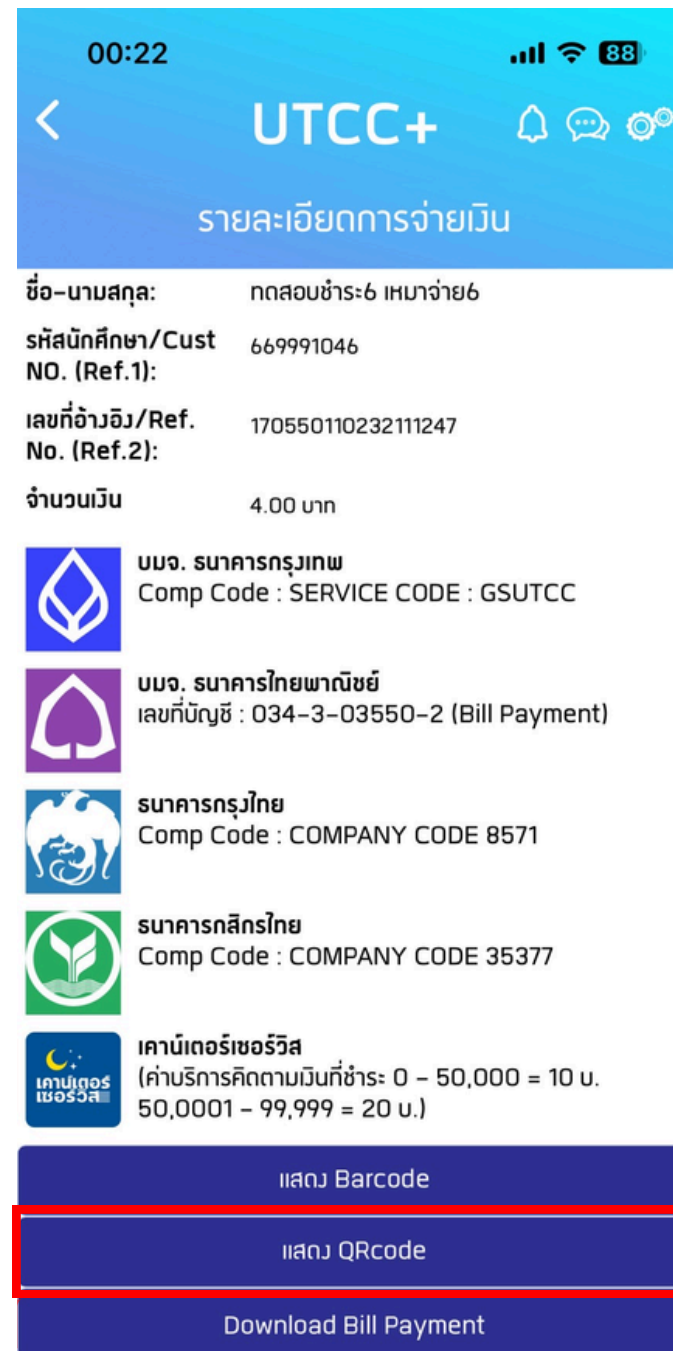 00:22
88
UTCC+
รายละเอียดการจ่ายเงิน
ชื่อ-นามสกุล: ทดสอบชำระ6 เหมาจ่าย6
รหัสนักศึกษา/Cust NO. (Ref.1): 669991046
เลขที่อ้างอิง/Ref. No. (Ref.2): 170550110232111247
จำนวนเงิน 4.00 บาท
บมจ. ธนาคารกรุงเทพ
Comp Code : SERVICE CODE : GSUTCC
บมจ. ธนาคารไทยพาณิชย์
เลขที่บัญชี : 034-3-03550-2 (Bill Payment)
ธนาคารกรุงไทย
Comp Code : COMPANY CODE 8571
ธนาคารกสิกรไทย
Comp Code : COMPANY CODE 35377
เคาน์เตอร์
เซอร์วิส
เคาน์เตอร์เซอร์วิส
(ค่าบริการคิดตามเงินที่ชำระ 0 - 50,000 = 10 บ.
50,0001 - 99,999 = 20 บ.)
แสดง Barcode
แสดง QRcode
Download Bill Payment